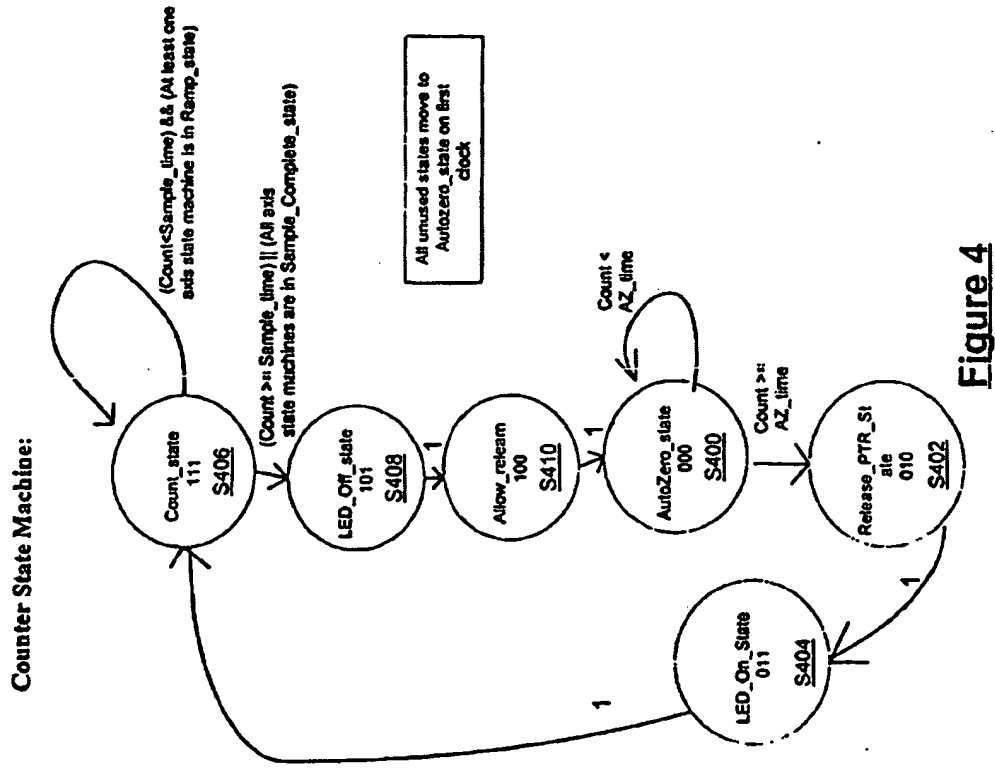 Counter State Machine:
(Count<Sample_time) && (At least one
axis state machine is in Ramp_state)
Count_state
111
S406
(Count >= Sample_time) || (All axis
state machines are in Sample_Complete_state)
LED_Off_state
101
S408
1
Allow_relearn
100
S410
1
AutoZero_state
000
S400
Count <
AZ_time
Count >=
AZ_time
Release_PTR_St
ate
010
S402
1
LED_On_State
011
S404
1
All unused states move to
Autozero_state on first
clock
Figure 4